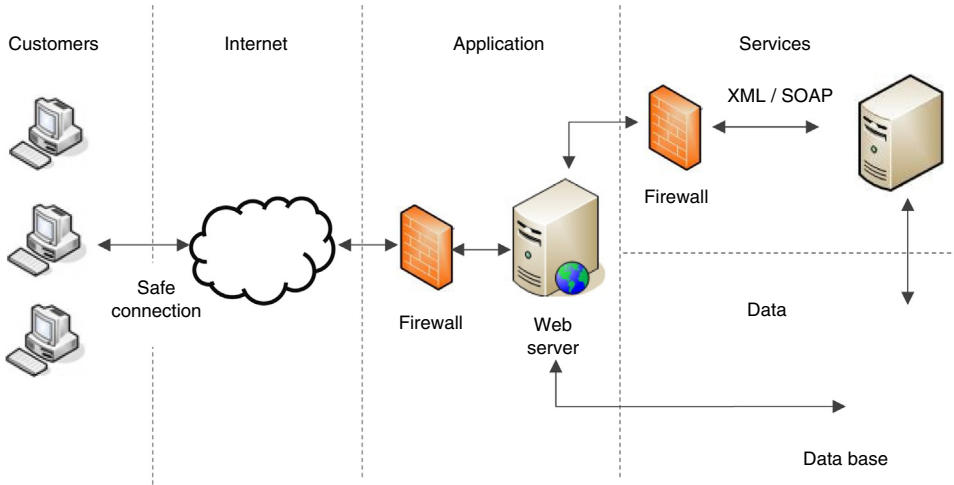 Customers
Internet
Application
Services
XML / SOAP
Firewall
Safe
connection
Firewall
Web
server
Data
Data base